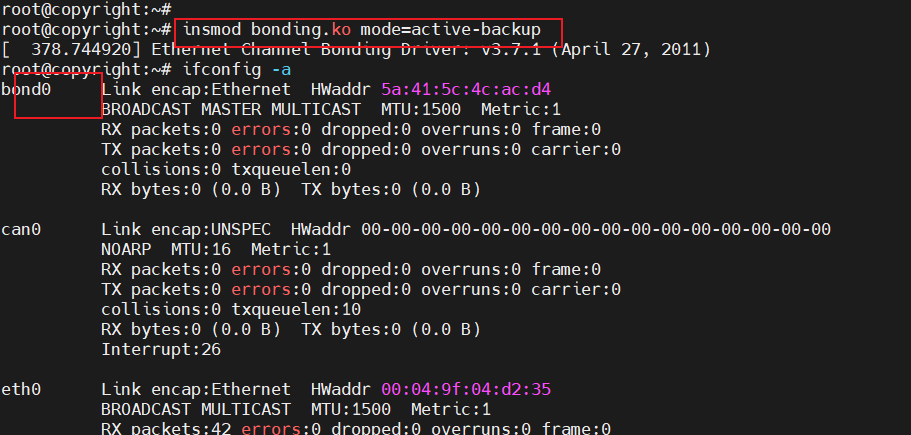 root@copyright:~#
root@copyright:~# insmod bonding.ko mode=active-backup
[  378.744920] Ethernet Channel Bonding Driver: v3.7.1 (April 27, 2011)
root@copyright:~# ifconfig -a
bond0     Link encap:Ethernet  HWaddr 5a:41:5c:4c:ac:d4
          BROADCAST MASTER MULTICAST  MTU:1500  Metric:1
          RX packets:0 errors:0 dropped:0 overruns:0 frame:0
          TX packets:0 errors:0 dropped:0 overruns:0 carrier:0
          collisions:0 txqueuelen:0
          RX bytes:0 (0.0 B)  TX bytes:0 (0.0 B)

can0      Link encap:UNSPEC  HWaddr 00-00-00-00-00-00-00-00-00-00-00-00-00-00-00-00
          NOARP  MTU:16  Metric:1
          RX packets:0 errors:0 dropped:0 overruns:0 frame:0
          TX packets:0 errors:0 dropped:0 overruns:0 carrier:0
          collisions:0 txqueuelen:10
          RX bytes:0 (0.0 B)  TX bytes:0 (0.0 B)
          Interrupt:26

eth0      Link encap:Ethernet  HWaddr 00:04:9f:04:d2:35
          BROADCAST MULTICAST  MTU:1500  Metric:1
          RX packets:42 errors:0 dropped:0 overruns:0 frame:0